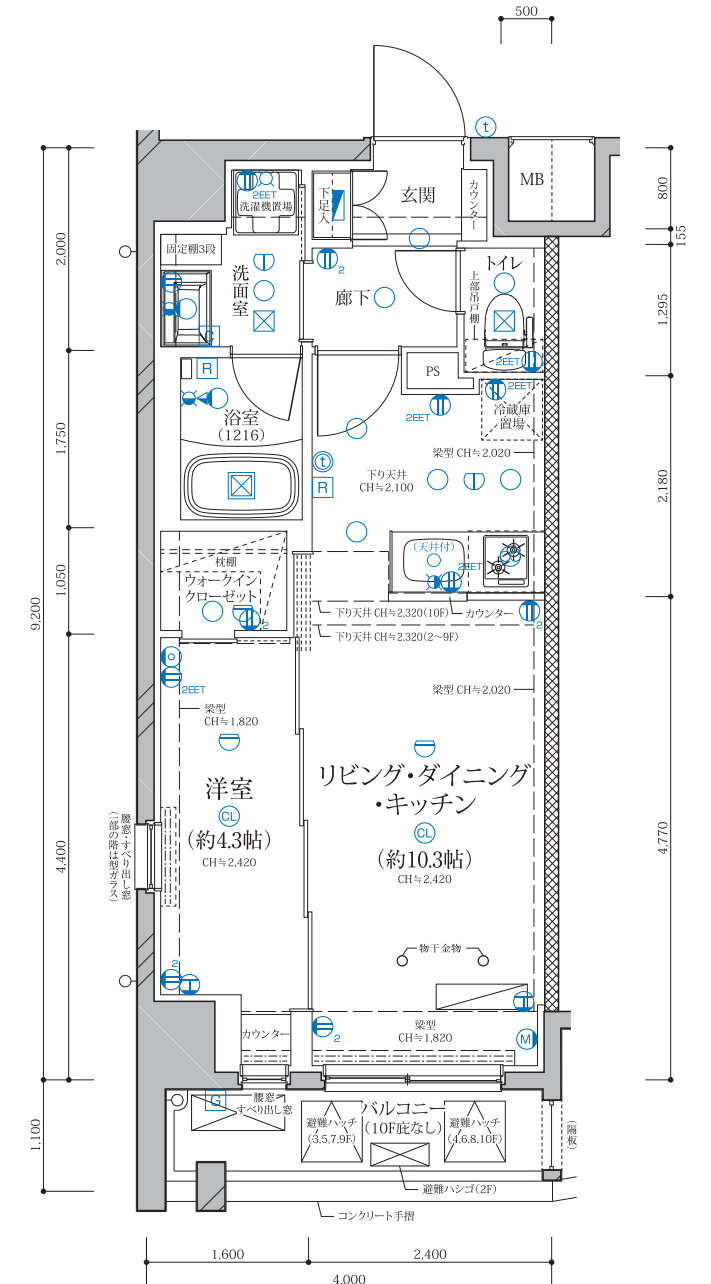 500
t
MB
800
155
1,295
2,180
4,770
2,000
1,750
1,050
4,400
9,200
1,100
2EET
洗濯機置場
下足入
玄関
カウンター
固定棚3段
洗面室
2
廊下
トイレ
上部吊戸棚
2EET
C
R
PS
2EET
2EET
冷蔵庫
置場
浴室
(1216)
梁型 CH≒2,020
t
R
下り天井
CH≒2,100
枕棚
ウォークイン
クローゼット
2
(天井付)
2EET
下り天井 CH≒2,320(10F)
カウンター
2
下り天井 CH≒2,320(2〜9F)
2EET
梁型
CH≒1,820
梁型 CH≒2,020
洋室
CL
(約4.3帖)
CH≒2,420
リビング・ダイニング
・キッチン
CL
(約10.3帖)
CH≒2,420
腰窓・すべり出し窓
(一部の階は型ガラス)
物干金物
2
カウンター
2
梁型
CH≒1,820
M
G
腰窓・
すべり出し窓
避難ハッチ
(3,5,7,9F)
バルコニー
(10F庇なし)
避難ハッチ
(4,6,8,10F)
(隔板)
避難ハシゴ(2F)
コンクリート手摺
1,600
2,400
4,000